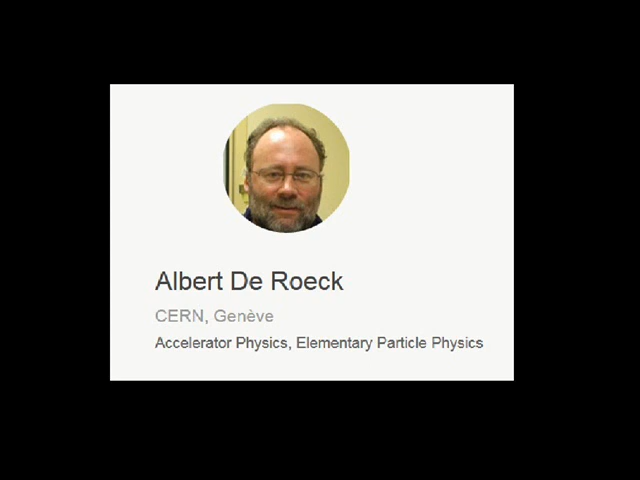 Albert De Roeck
CERN, Genève
Accelerator Physics, Elementary Particle Physics